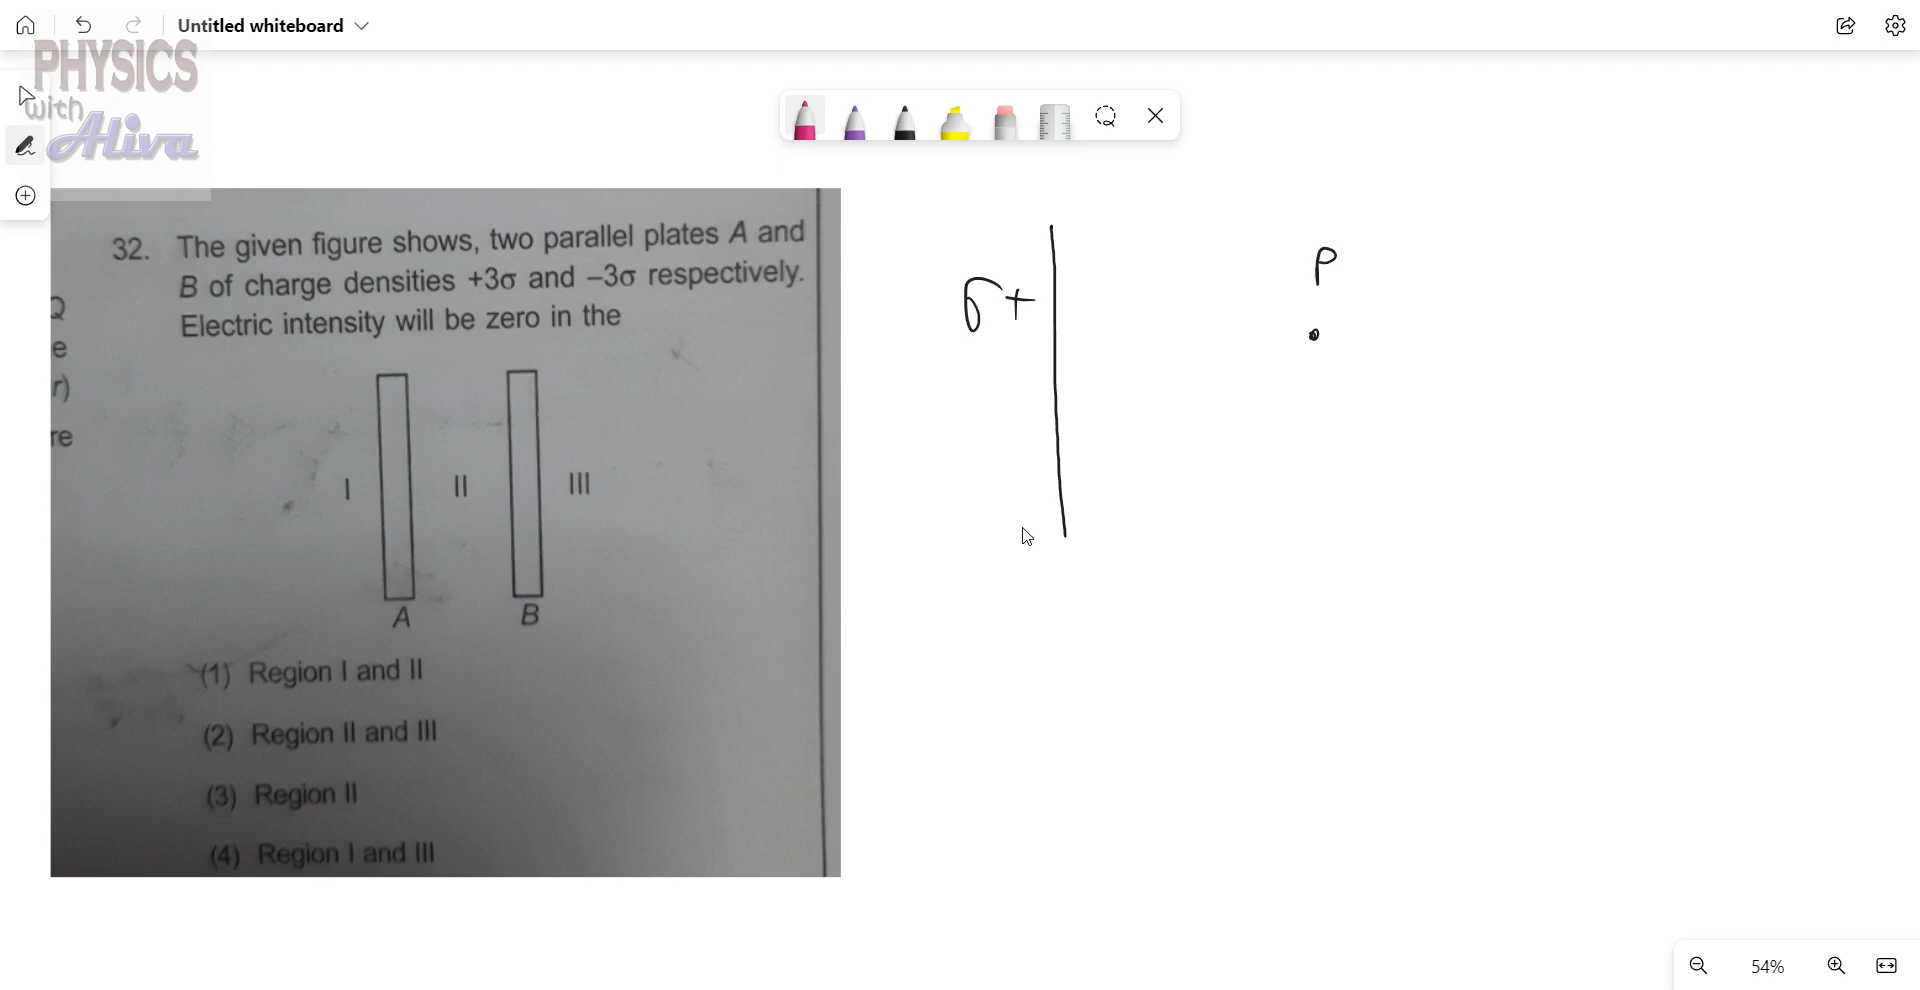 Untitled whiteboard
PHYSICS
with
Aliva
32. The given figure shows, two parallel plates A and
B of charge densities +3σ and –3σ respectively.
Electric intensity will be zero in the
Q
e
r)
re
I II III
A B
(1) Region I and II
(2) Region II and III
(3) Region II
(4) Region I and III
σ+
P
54%